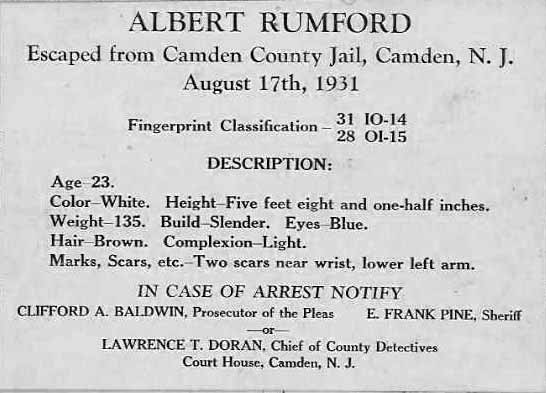 ALBERT RUMFORD
Escaped from Camden County Jail, Camden, N. J.
August 17th, 1931
Fingerprint Classification – 31 IO-14
28 OI-15
DESCRIPTION:
Age–23.
Color–White. Height–Five feet eight and one-half inches.
Weight–135. Build–Slender. Eyes–Blue.
Hair–Brown. Complexion–Light.
Marks, Scars, etc.–Two scars near wrist, lower left arm.
IN CASE OF ARREST NOTIFY
CLIFFORD A. BALDWIN, Prosecutor of the Pleas E. FRANK PINE, Sheriff
—or—
LAWRENCE T. DORAN, Chief of County Detectives
Court House, Camden, N. J.